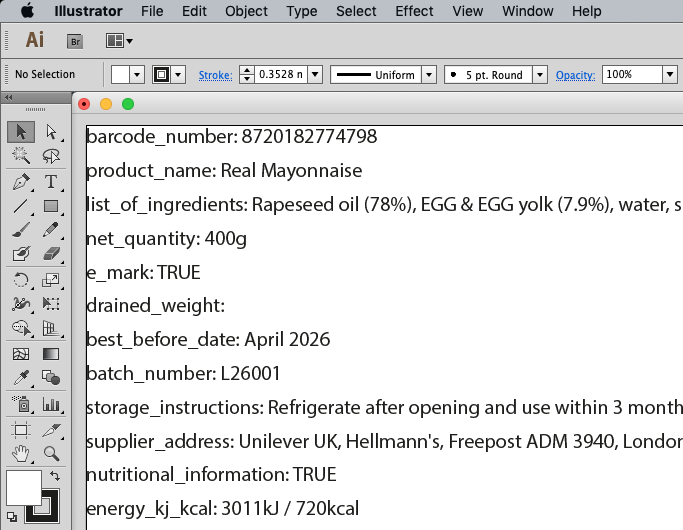 Illustrator File Edit Object Type Select Effect View Window Help
Ai Br
No Selection Stroke: 0.3528 n Uniform 5 pt. Round Opacity: 100%
T
barcode_number: 8720182774798
product_name: Real Mayonnaise
list_of_ingredients: Rapeseed oil (78%), EGG & EGG yolk (7.9%), water, s
net_quantity: 400g
e_mark: TRUE
drained_weight:
best_before_date: April 2026
batch_number: L26001
storage_instructions: Refrigerate after opening and use within 3 month
supplier_address: Unilever UK, Hellmann's, Freepost ADM 3940, London
nutritional_information: TRUE
energy_kj_kcal: 3011kJ / 720kcal